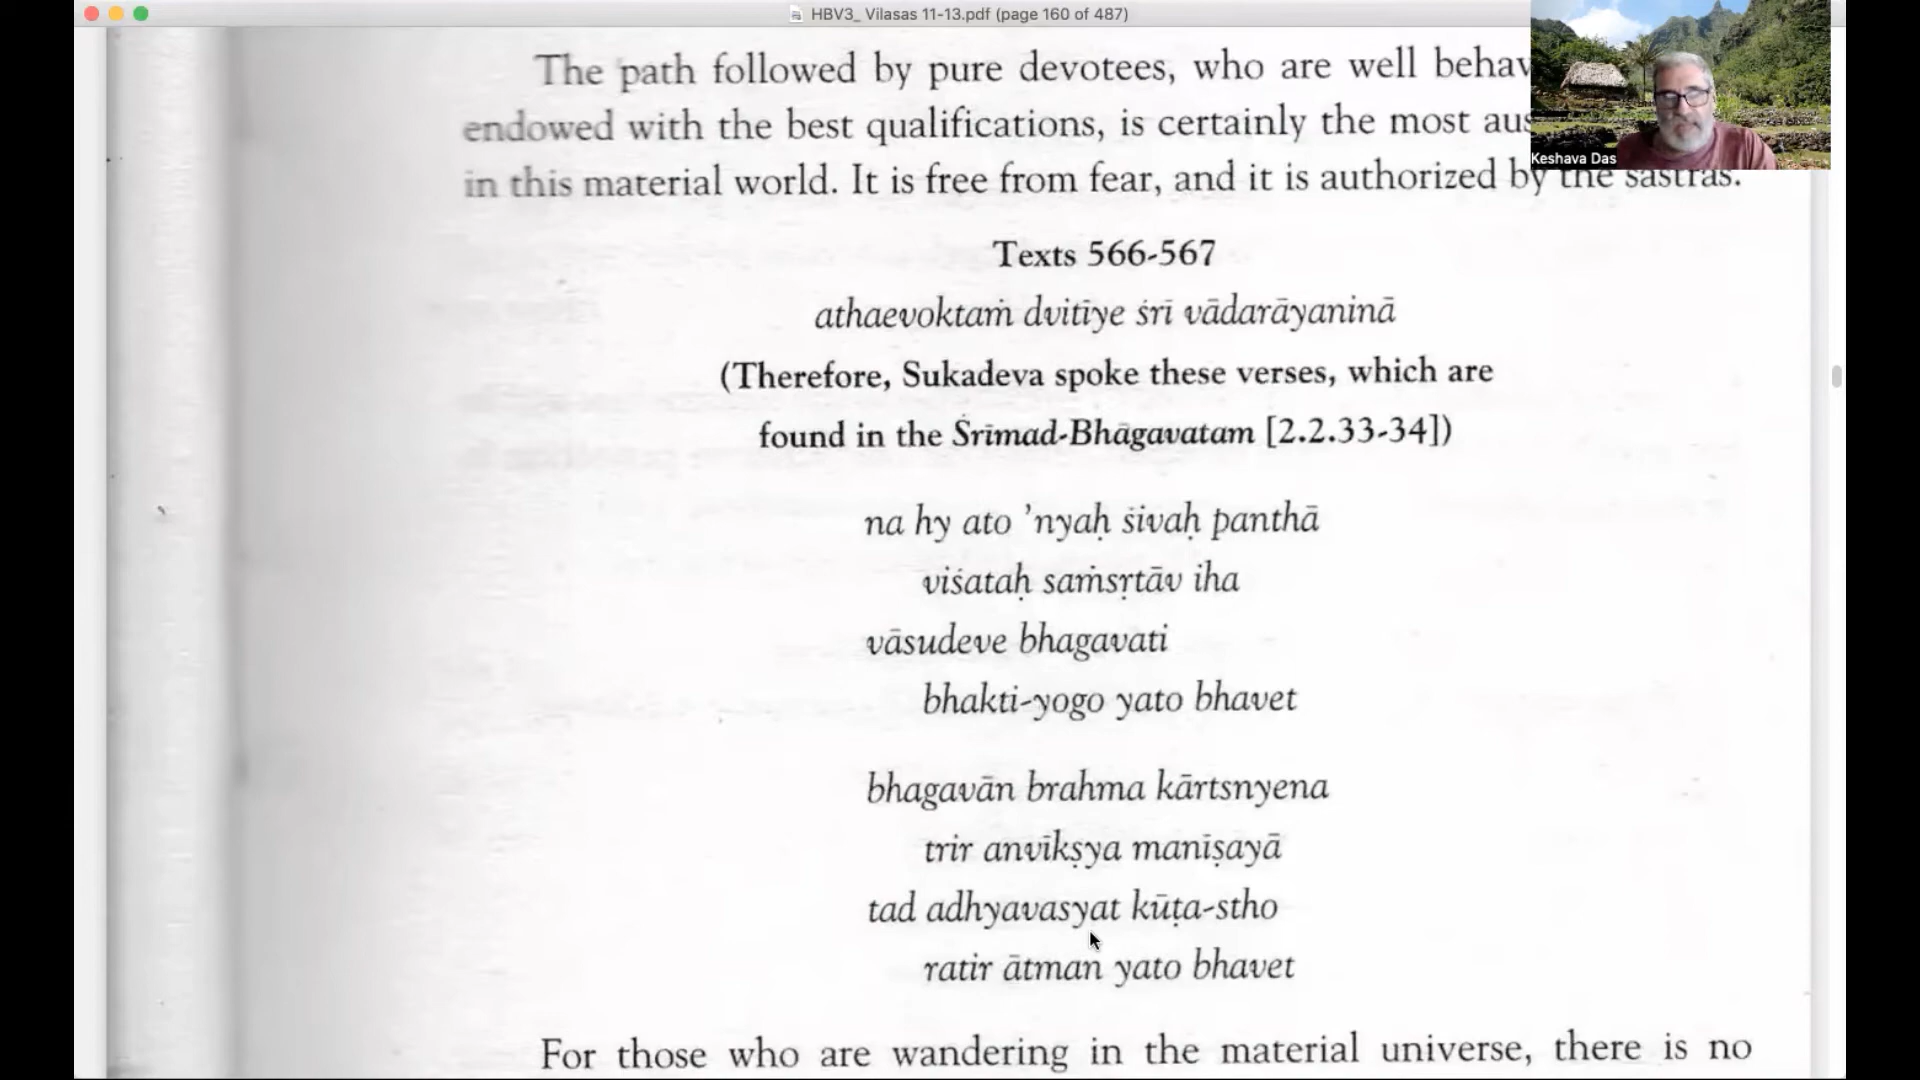 HBV3_ Vilasas 11-13.pdf (page 160 of 487)
The path followed by pure devotees, who are well
Keshava Das
endowed with the best qualifications, is certainly the most
in this material world. It is free from fear, and it is authorized by the sastras.
Texts 566-567
athaevoktaṁ dvitīye śrī vādarāyaninā
(Therefore, Sukadeva spoke these verses, which are
found in the Śrīmad-Bhāgavatam [2.2.33-34])
na hy ato 'nyaḥ śivaḥ panthā
viśataḥ saṁsṛtāv iha
vāsudeve bhagavati
bhakti-yogo yato bhavet
bhagavān brahma kārtsnyena
trir anvīkṣya manīṣayā
tad adhyavasyat kūṭa-stho
ratir ātman yato bhavet
For those who are wandering in the material universe, there is no